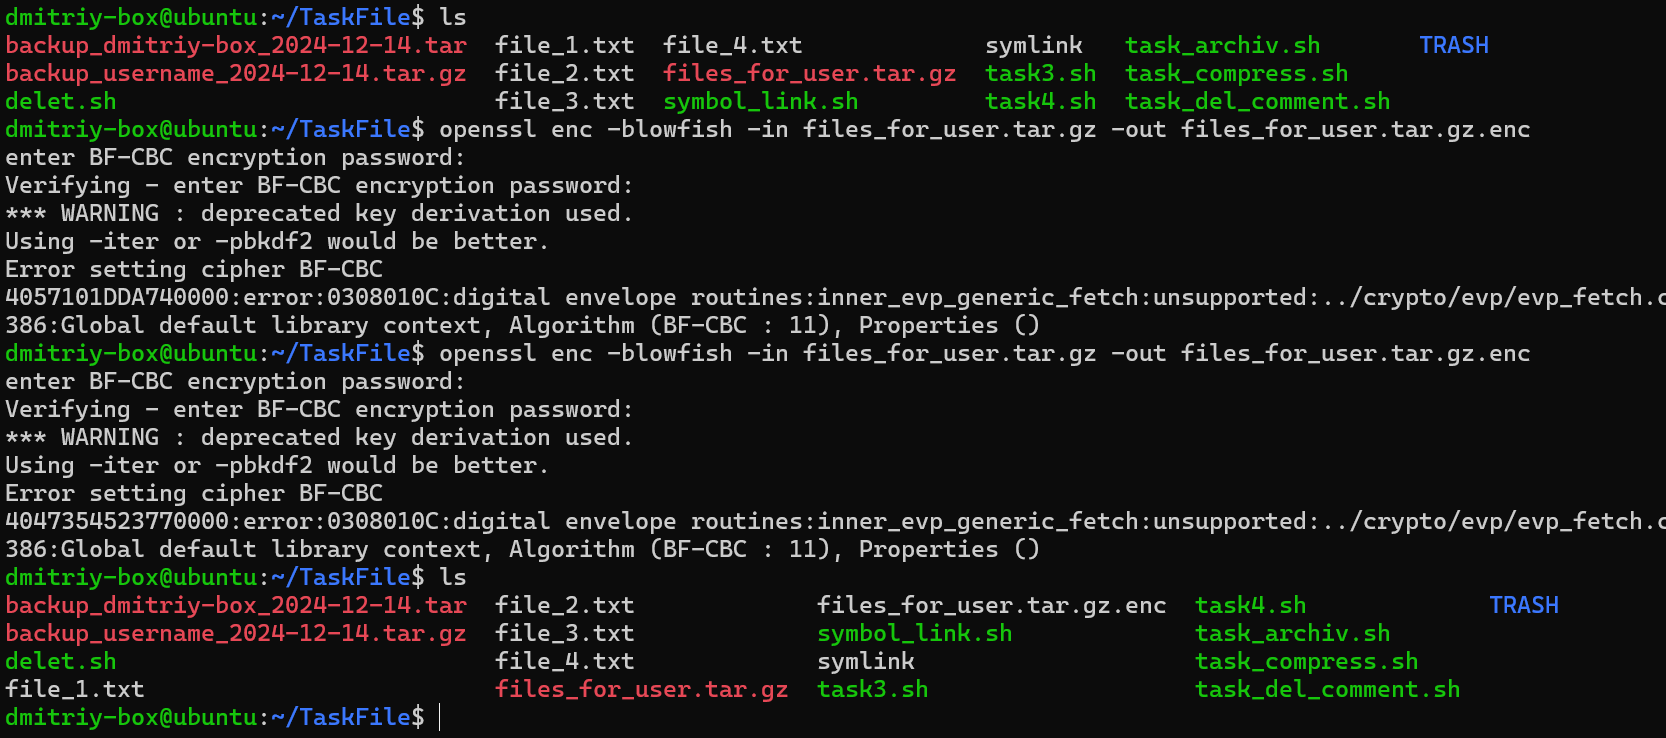 dmitriy-box@ubuntu:~/TaskFile$ ls
backup_dmitriy-box_2024-12-14.tar  file_1.txt  file_4.txt             symlink   task_archiv.sh       TRASH
backup_username_2024-12-14.tar.gz  file_2.txt  files_for_user.tar.gz  task3.sh  task_compress.sh
delet.sh                           file_3.txt  symbol_link.sh         task4.sh  task_del_comment.sh
dmitriy-box@ubuntu:~/TaskFile$ openssl enc -blowfish -in files_for_user.tar.gz -out files_for_user.tar.gz.enc
enter BF-CBC encryption password:
Verifying - enter BF-CBC encryption password:
*** WARNING : deprecated key derivation used.
Using -iter or -pbkdf2 would be better.
Error setting cipher BF-CBC
4057101DDA740000:error:0308010C:digital envelope routines:inner_evp_generic_fetch:unsupported:../crypto/evp/evp_fetch.c
386:Global default library context, Algorithm (BF-CBC : 11), Properties ()
dmitriy-box@ubuntu:~/TaskFile$ openssl enc -blowfish -in files_for_user.tar.gz -out files_for_user.tar.gz.enc
enter BF-CBC encryption password:
Verifying - enter BF-CBC encryption password:
*** WARNING : deprecated key derivation used.
Using -iter or -pbkdf2 would be better.
Error setting cipher BF-CBC
4047354523770000:error:0308010C:digital envelope routines:inner_evp_generic_fetch:unsupported:../crypto/evp/evp_fetch.c
386:Global default library context, Algorithm (BF-CBC : 11), Properties ()
dmitriy-box@ubuntu:~/TaskFile$ ls
backup_dmitriy-box_2024-12-14.tar  file_2.txt             files_for_user.tar.gz.enc  task4.sh             TRASH
backup_username_2024-12-14.tar.gz  file_3.txt             symbol_link.sh             task_archiv.sh
delet.sh                           file_4.txt             symlink                    task_compress.sh
file_1.txt                         files_for_user.tar.gz  task3.sh                   task_del_comment.sh
dmitriy-box@ubuntu:~/TaskFile$